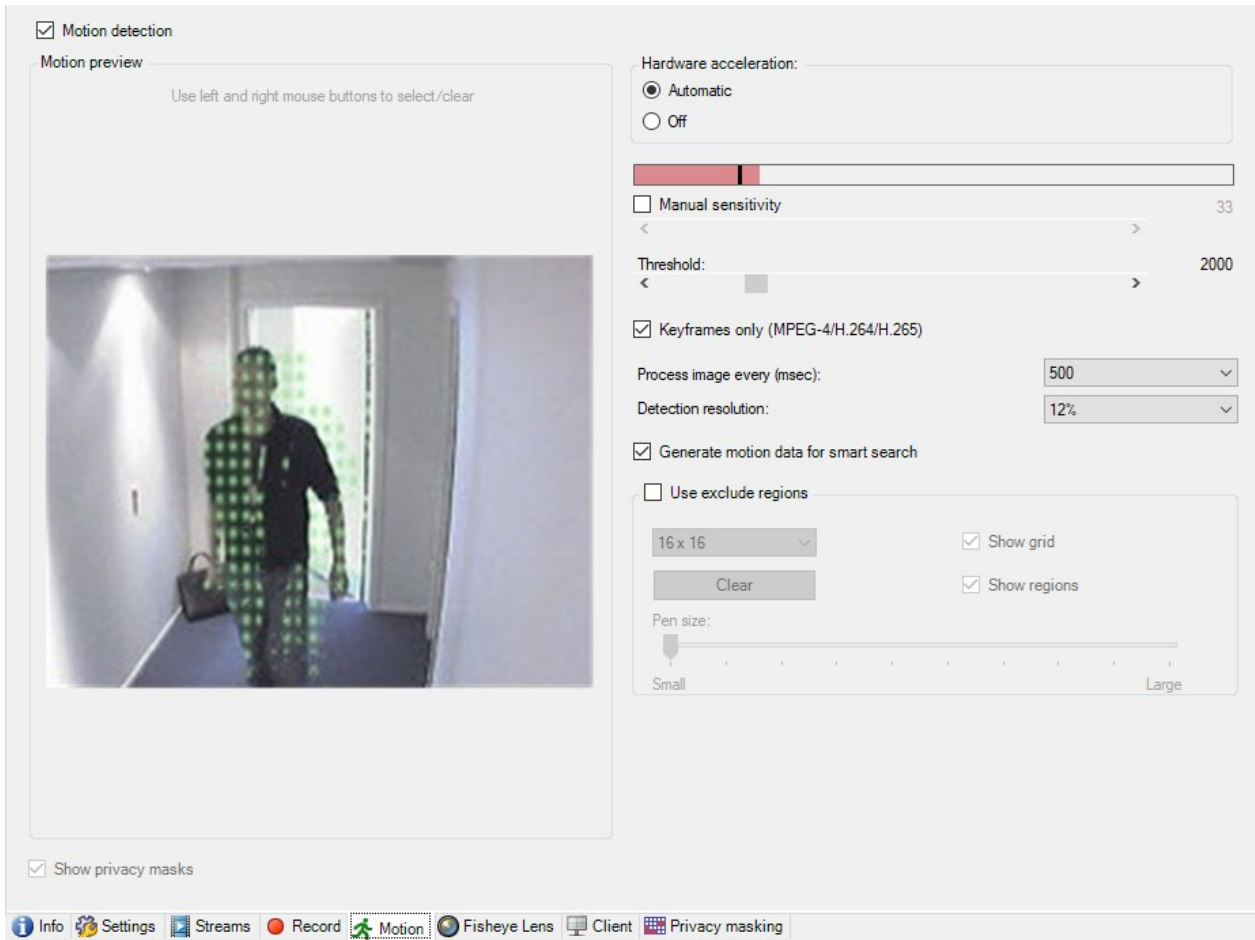 Motion detection
Motion preview
Use left and right mouse buttons to select/clear
Hardware acceleration:
Automatic
Off
Manual sensitivity 33
Threshold: 2000
Keyframes only (MPEG-4/H.264/H.265)
Process image every (msec): 500
Detection resolution: 12%
Generate motion data for smart search
Use exclude regions
16 x 16 Show grid
Clear Show regions
Pen size:
Small Large
Show privacy masks
Info Settings Streams Record Motion Fisheye Lens Client Privacy masking